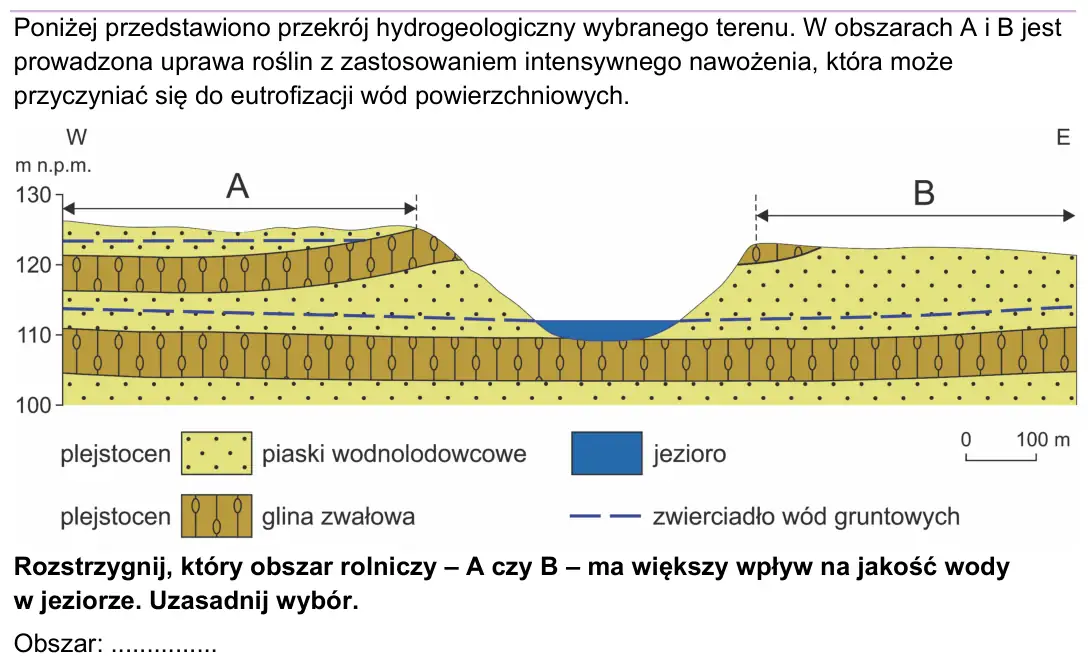 Poniżej przedstawiono przekrój hydrogeologiczny wybranego terenu. W obszarach A i B jest
prowadzona uprawa roślin z zastosowaniem intensywnego nawożenia, która może
przyczyniać się do eutrofizacji wód powierzchniowych.
W
E
m n.p.m.
A
B
130
120
110
100
plejstocen
piaski wodnolodowcowe
jezioro
0
100 m
plejstocen
glina zwałowa
zwierciadło wód gruntowych
Rozstrzygnij, który obszar rolniczy – A czy B – ma większy wpływ na jakość wody
w jeziorze. Uzasadnij wybór.
Obszar: ...............